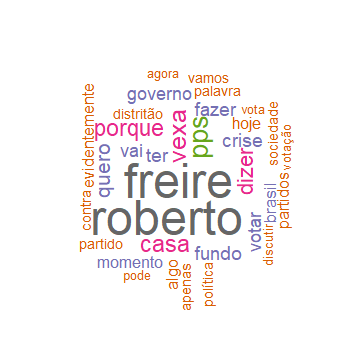 agora
vamos
governo
palavra
distritão
fazer
vota
porque
vexa
pps
hoje
crise
sociedade
votação
evidentemente
vai
ter
quero
dizer
freire
contra
roberto
brasil
partidos
partido
casa
fundo
votar
discutir
momento
algo
pode
apenas
política